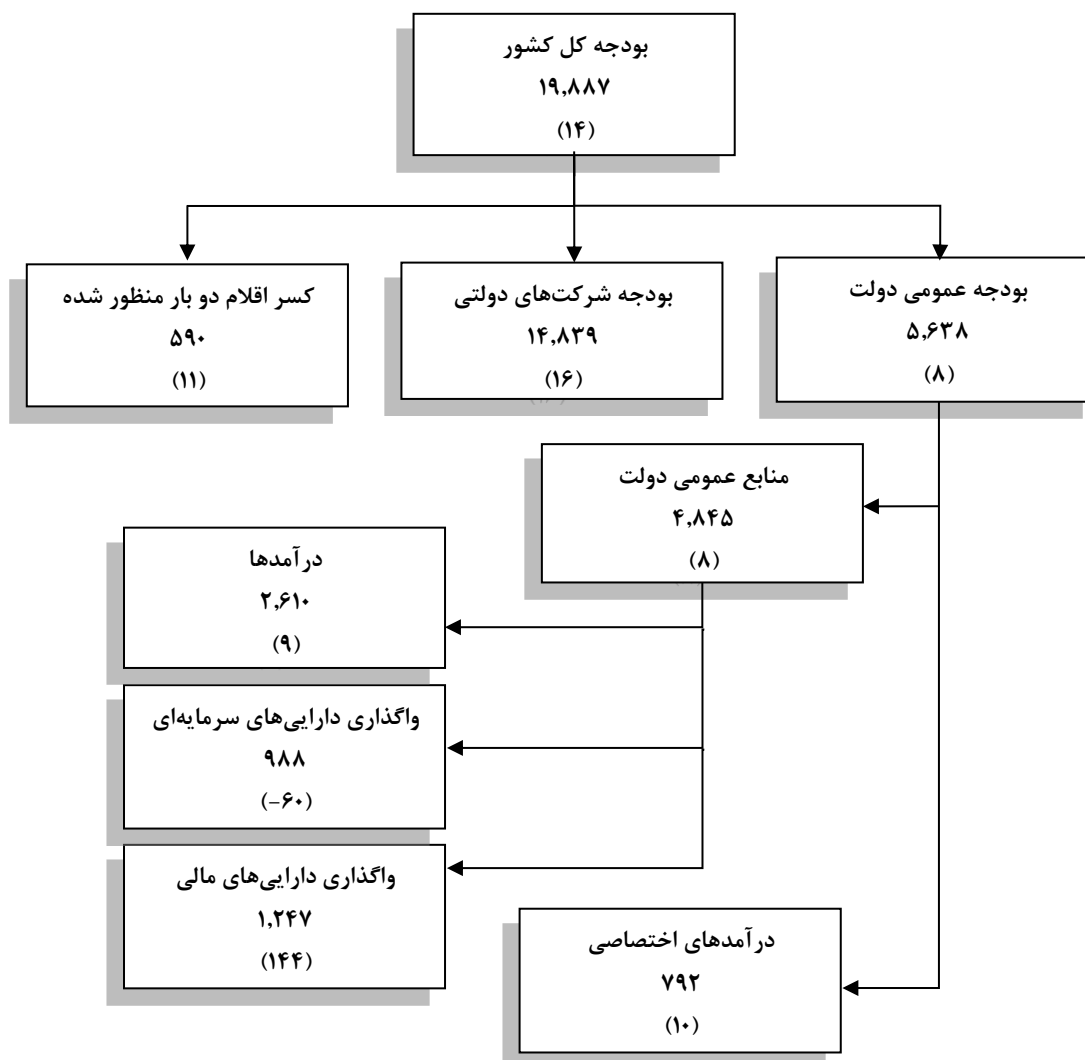 بودجه کل کشور
۱۹,۸۸۷
(۱۴)
بودجه عمومی دولت
۵,۶۳۸
(۸)
بودجه شرکت‌های دولتی
۱۴,۸۳۹
(۱۶)
کسر اقلام دو بار منظور شده
۵۹۰
(۱۱)
منابع عمومی دولت
۴,۸۴۵
(۸)
درآمدها
۲,۶۱۰
(۹)
واگذاری دارایی‌های سرمایه‌ای
۹۸۸
(-۶۰)
واگذاری دارایی‌های مالی
۱,۲۴۷
(۱۴۴)
درآمدهای اختصاصی
۷۹۲
(۱۰)